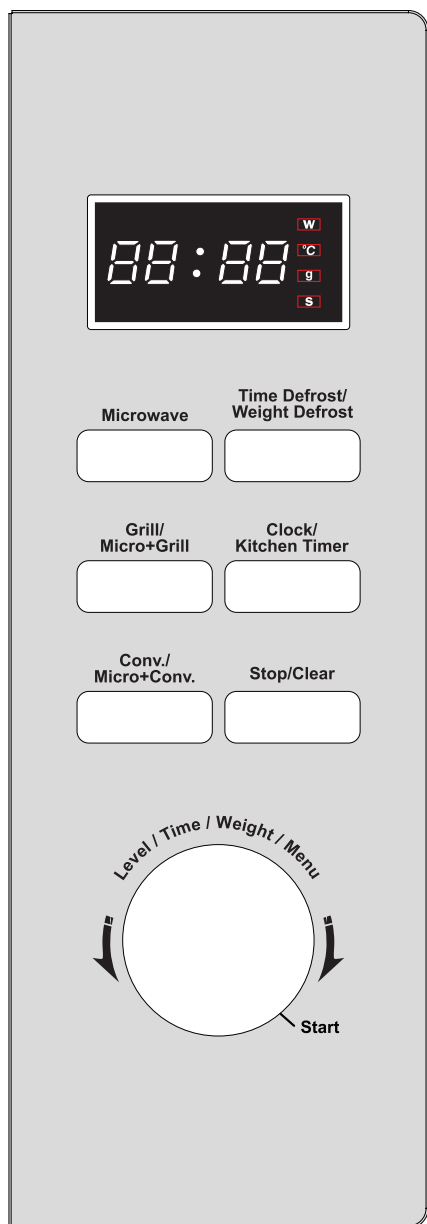 88:88
W
°C
g
S
Microwave
Time Defrost/
Weight Defrost
Grill/
Micro+Grill
Clock/
Kitchen Timer
Conv./
Micro+Conv.
Stop/Clear
Level / Time / Weight / Menu
Start